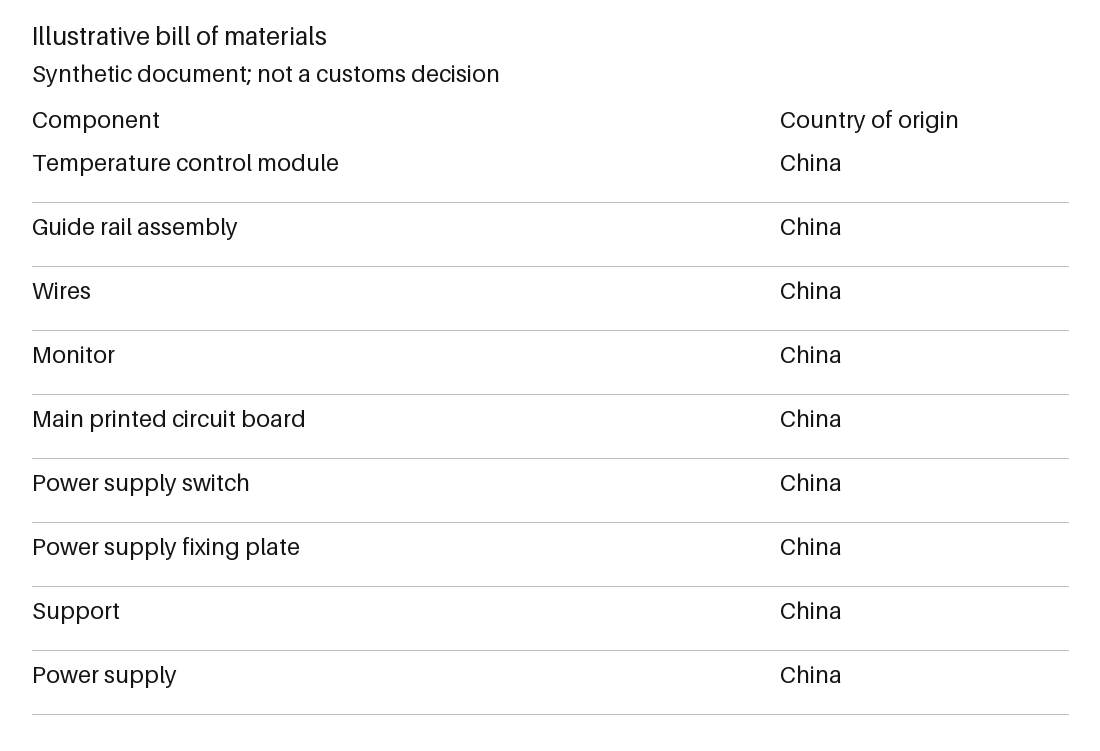 Illustrative bill of materials
Synthetic document; not a customs decision
Component Country of origin
Temperature control module China
Guide rail assembly China
Wires China
Monitor China
Main printed circuit board China
Power supply switch China
Power supply fixing plate China
Support China
Power supply China